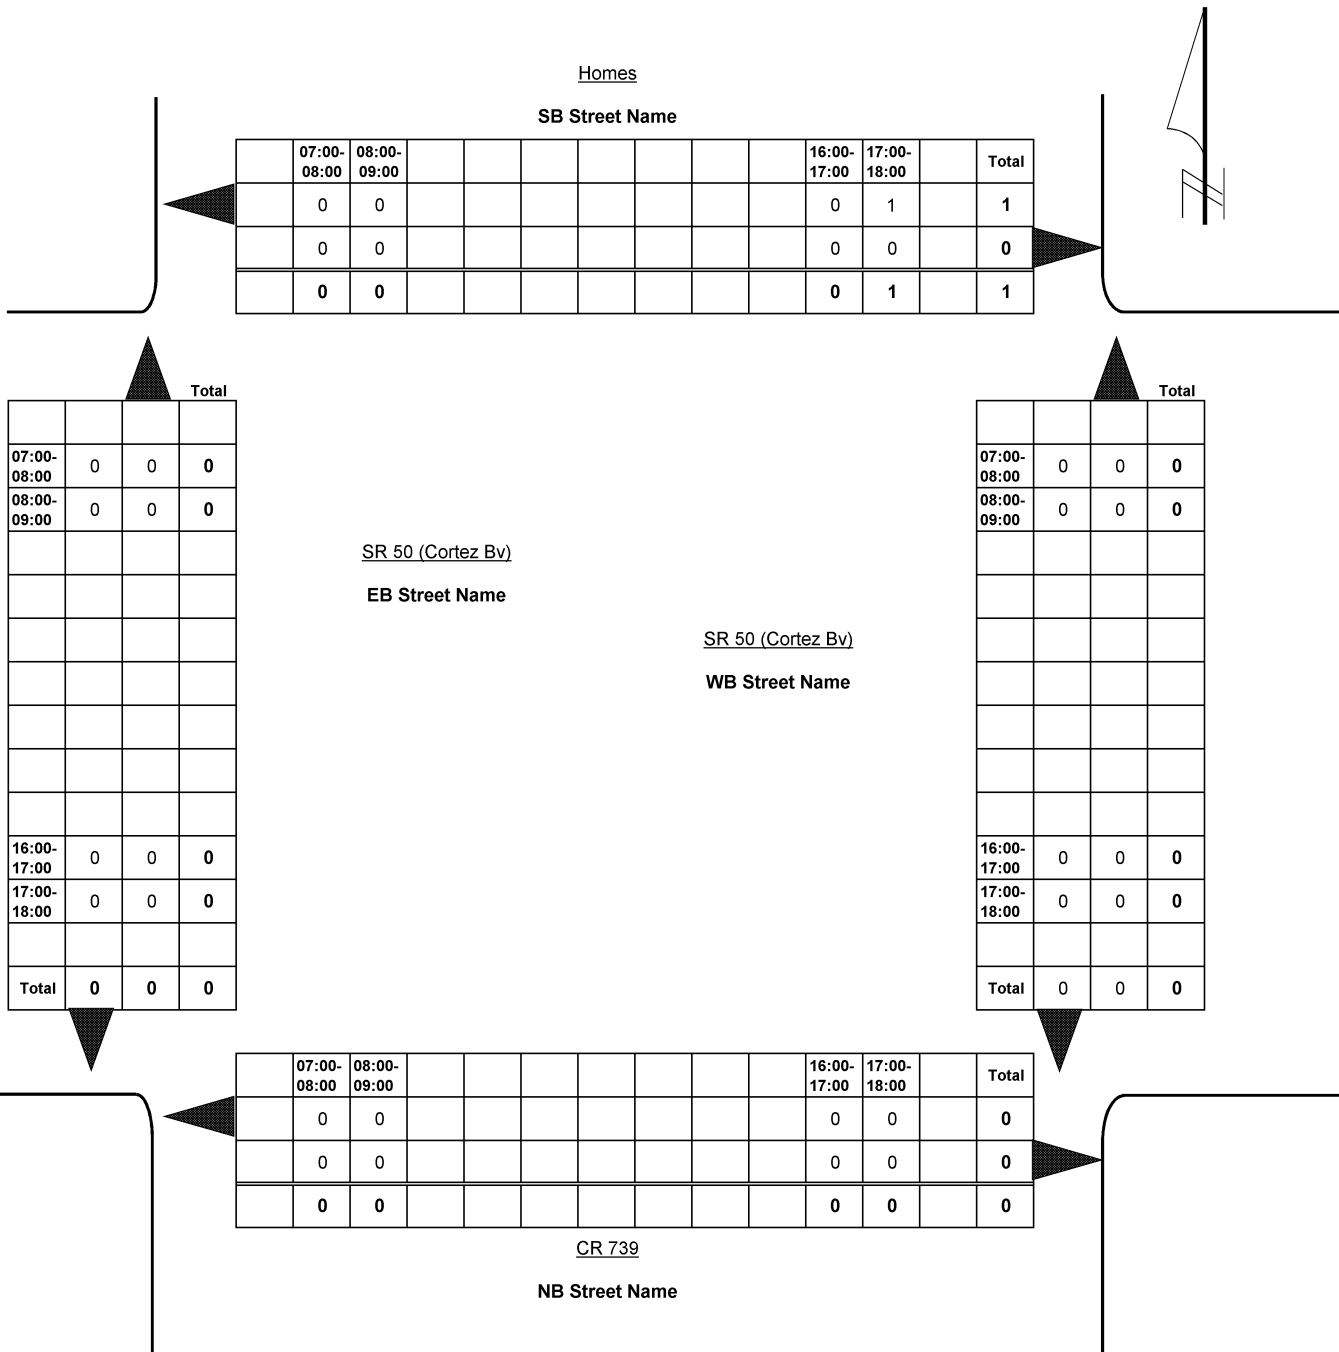 Homes
SB Street Name
07:00-08:00 08:00-09:00 16:00-17:00 17:00-18:00 Total
0 0 0 1 1
0 0 0 0 0
0 0 0 1 1
Total
07:00-08:00 0 0 0
08:00-09:00 0 0 0
16:00-17:00 0 0 0
17:00-18:00 0 0 0
Total 0 0 0
SR 50 (Cortez Bv)
EB Street Name
SR 50 (Cortez Bv)
WB Street Name
Total
07:00-08:00 0 0 0
08:00-09:00 0 0 0
16:00-17:00 0 0 0
17:00-18:00 0 0 0
Total 0 0 0
07:00-08:00 08:00-09:00 16:00-17:00 17:00-18:00 Total
0 0 0 0 0
0 0 0 0 0
0 0 0 0 0
CR 739
NB Street Name